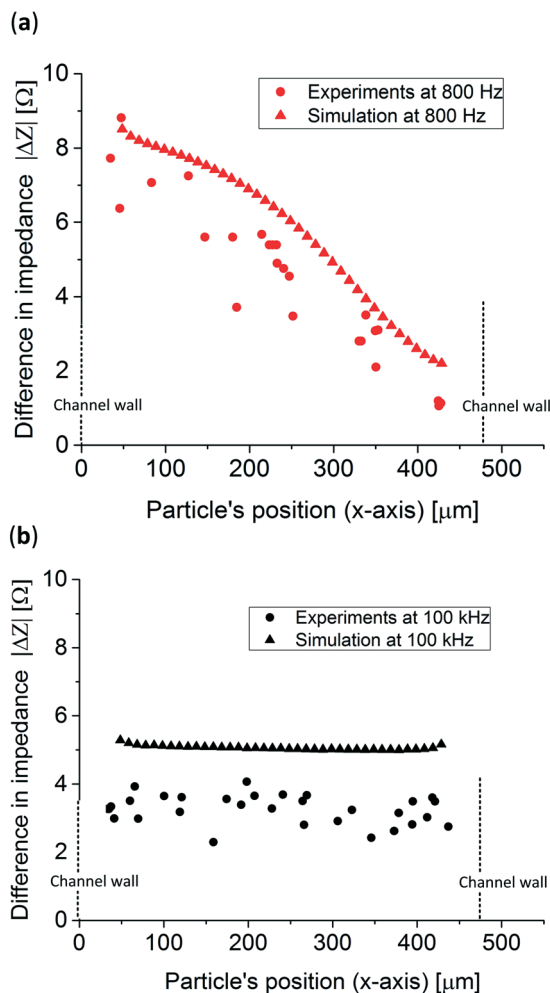 (a)
10
8
6
4
2
0
Difference in impedance |ΔZ| [Ω]
Experiments at 800 Hz
Simulation at 800 Hz
Channel wall
Channel wall
0 100 200 300 400 500
Particle's position (x-axis) [μm]
(b)
10
8
6
4
2
0
Difference in impedance |ΔZ| [Ω]
Experiments at 100 kHz
Simulation at 100 kHz
Channel wall
Channel wall
0 100 200 300 400 500
Particle's position (x-axis) [μm]